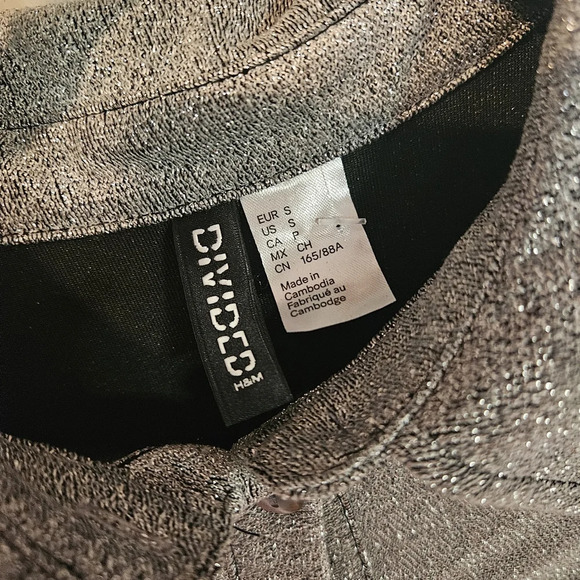 DIVIDED
H&M
EUR S
US S
CA P
MX CH
CN 165/88A
Made in
Cambodia
Fabriqué au
Cambodge